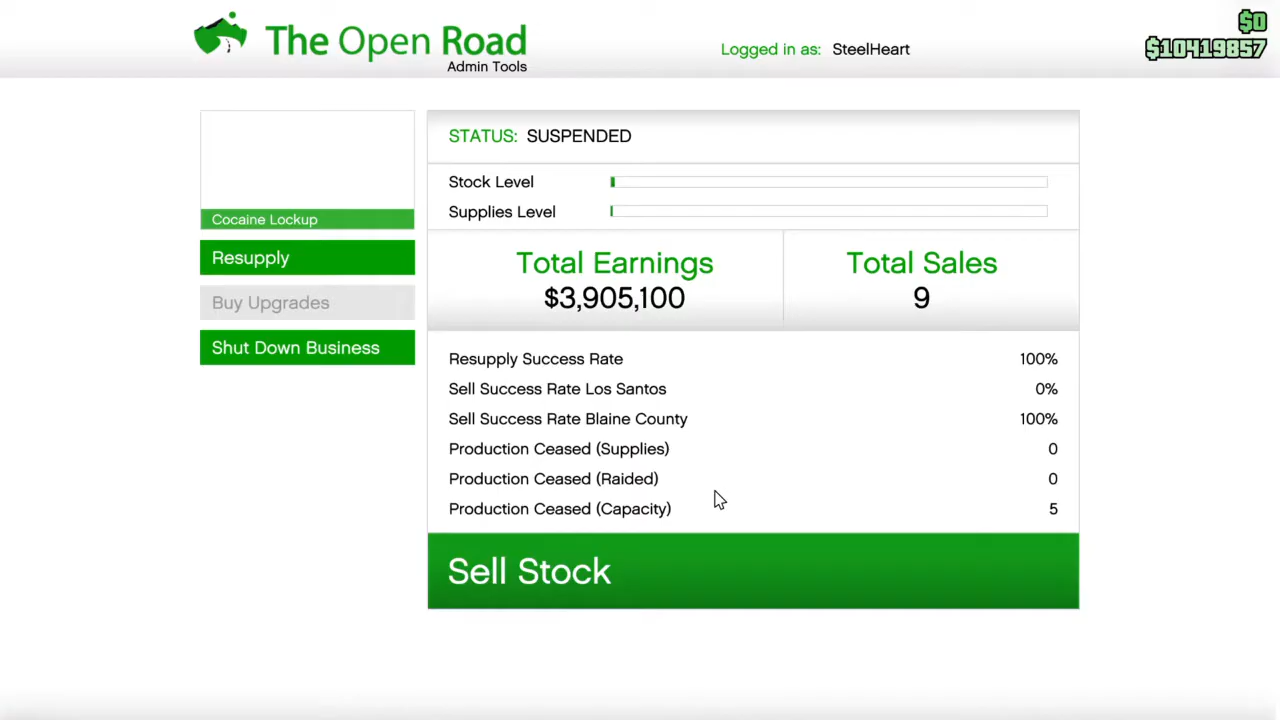 The Open Road
Admin Tools
Logged in as: SteelHeart
$0
$10419857
Cocaine Lockup
Resupply
Buy Upgrades
Shut Down Business
STATUS: SUSPENDED
Stock Level
Supplies Level
Total Earnings
$3,905,100
Total Sales
9
Resupply Success Rate 100%
Sell Success Rate Los Santos 0%
Sell Success Rate Blaine County 100%
Production Ceased (Supplies) 0
Production Ceased (Raided) 0
Production Ceased (Capacity) 5
Sell Stock